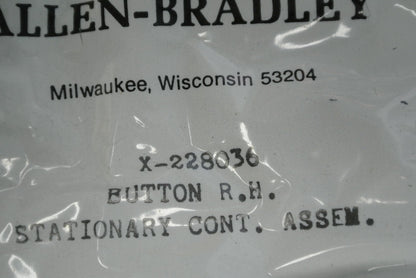 ALLEN-BRADLEY
Milwaukee, Wisconsin 53204
X-228036
BUTTON R.H.
STATIONARY CONT. ASSEM.